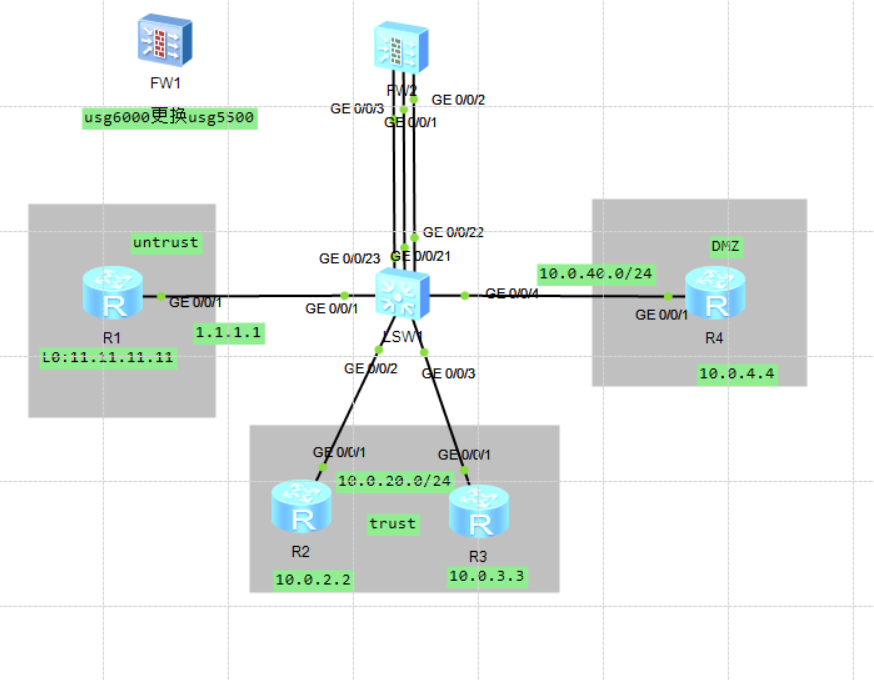 FW1
FW2
usg6000更换usg5500
GE 0/0/3
GE 0/0/2
GE 0/0/1
untrust
GE 0/0/22
DMZ
GE 0/0/23
GE 0/0/21
10.0.40.0/24
GE 0/0/1
GE 0/0/1
GE 0/0/4
GE 0/0/1
R1
1.1.1.1
LSW1
R4
L0:11.11.11.11
GE 0/0/2
GE 0/0/3
10.0.4.4
GE 0/0/1
GE 0/0/1
10.0.20.0/24
trust
R2
R3
10.0.2.2
10.0.3.3